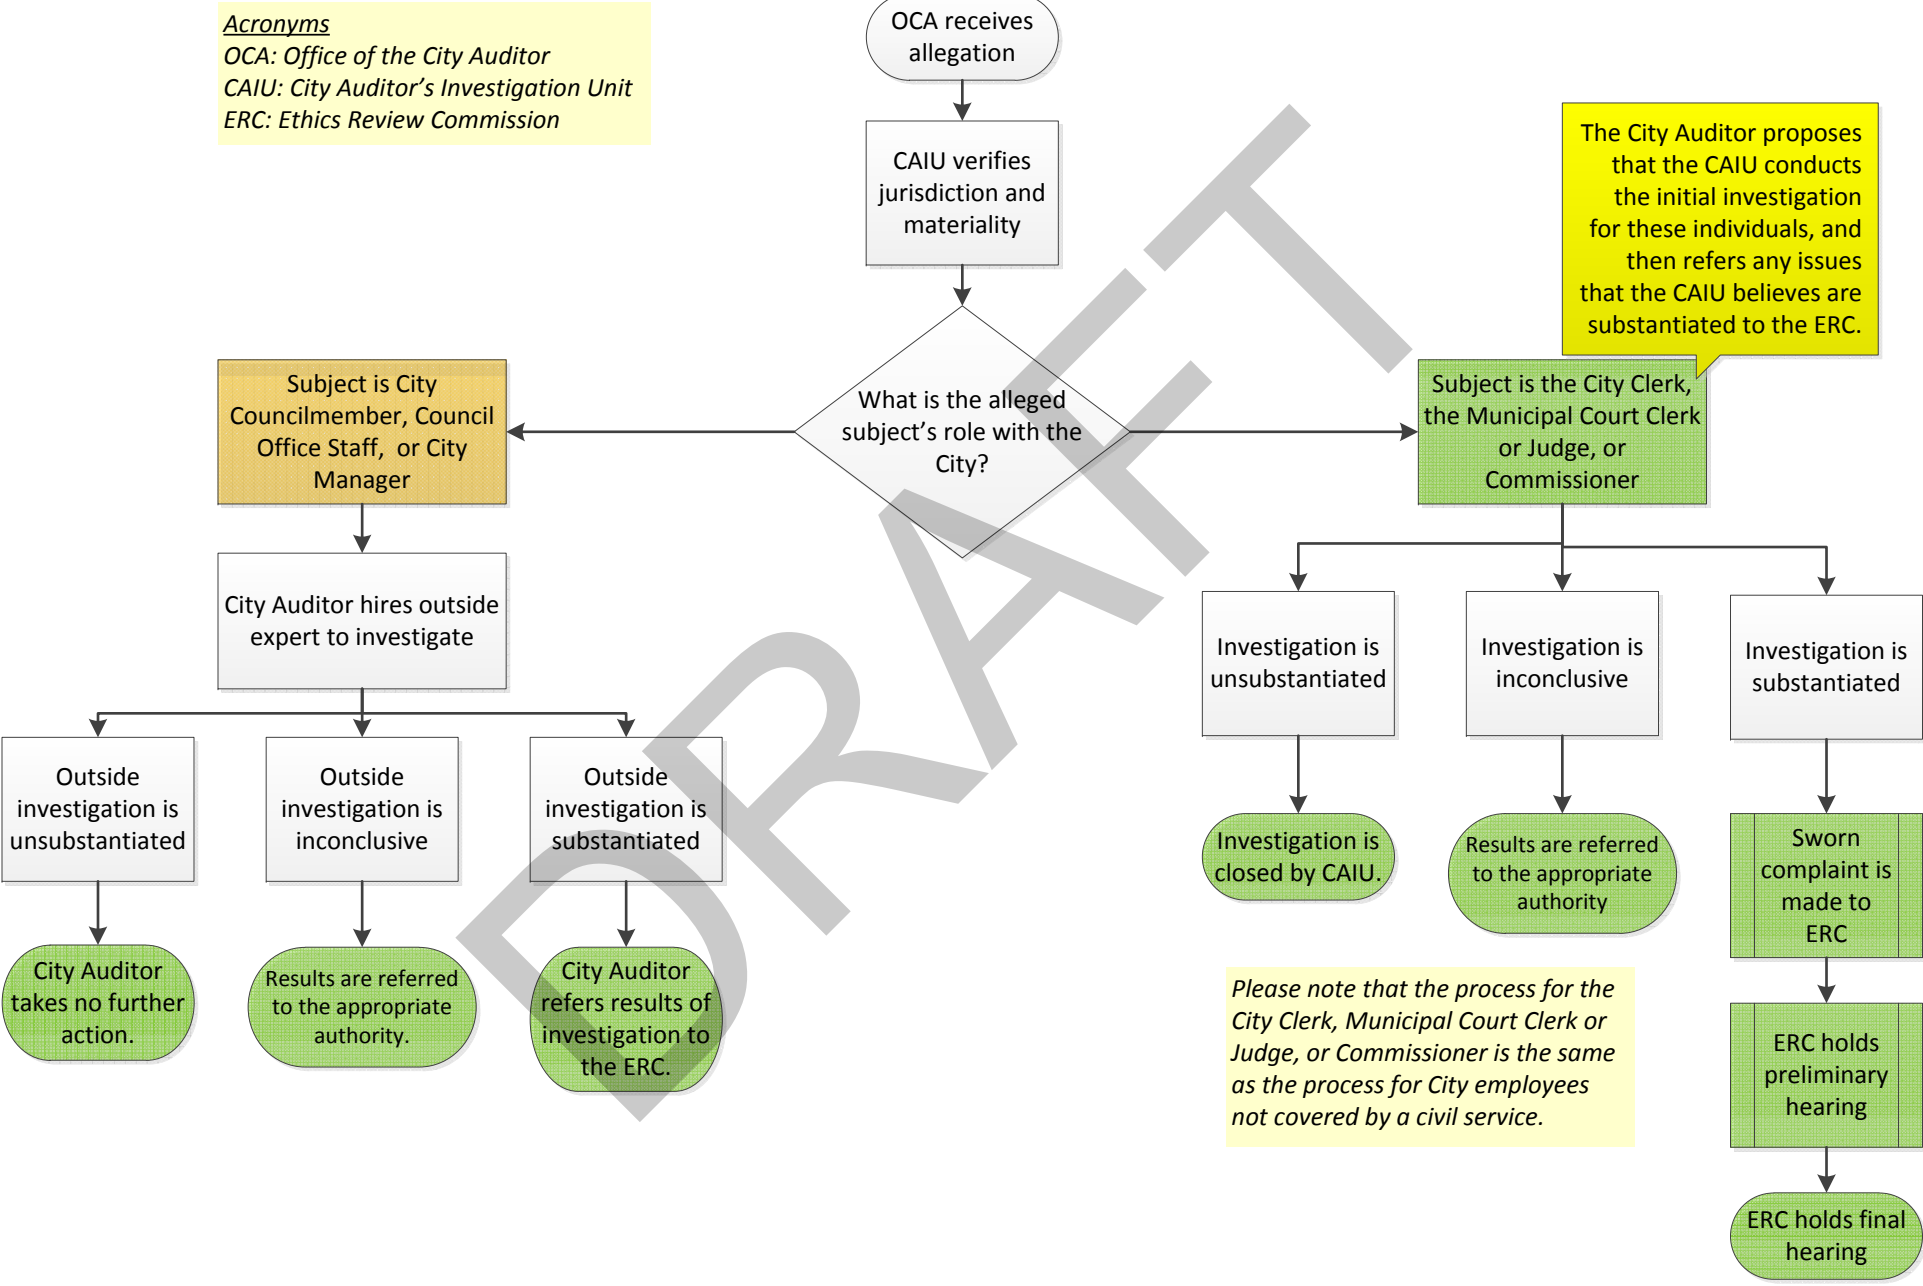 Acronyms
OCA: Office of the City Auditor
CAIU: City Auditor's Investigation Unit
ERC: Ethics Review Commission
OCA receives
allegation
CAIU verifies
jurisdiction and
materiality
The City Auditor proposes
that the CAIU conducts
the initial investigation
for these individuals, and
then refers any issues
that the CAIU believes are
substantiated to the ERC.
What is the alleged
subject's role with the
City?
Subject is City
Councilmember, Council
Office Staff, or City
Manager
Subject is the City Clerk,
the Municipal Court Clerk
or Judge, or
Commissioner
City Auditor hires outside
expert to investigate
Outside
investigation is
unsubstantiated
Outside
investigation is
inconclusive
Outside
investigation is
substantiated
City Auditor
takes no further
action.
Results are referred
to the appropriate
authority.
City Auditor
refers results of
investigation to
the ERC.
Investigation is
unsubstantiated
Investigation is
inconclusive
Investigation is
substantiated
Investigation is
closed by CAIU.
Results are referred
to the appropriate
authority
Sworn
complaint is
made to
ERC
ERC holds
preliminary
hearing
ERC holds final
hearing
Please note that the process for the
City Clerk, Municipal Court Clerk or
Judge, or Commissioner is the same
as the process for City employees
not covered by a civil service.
DRAFT